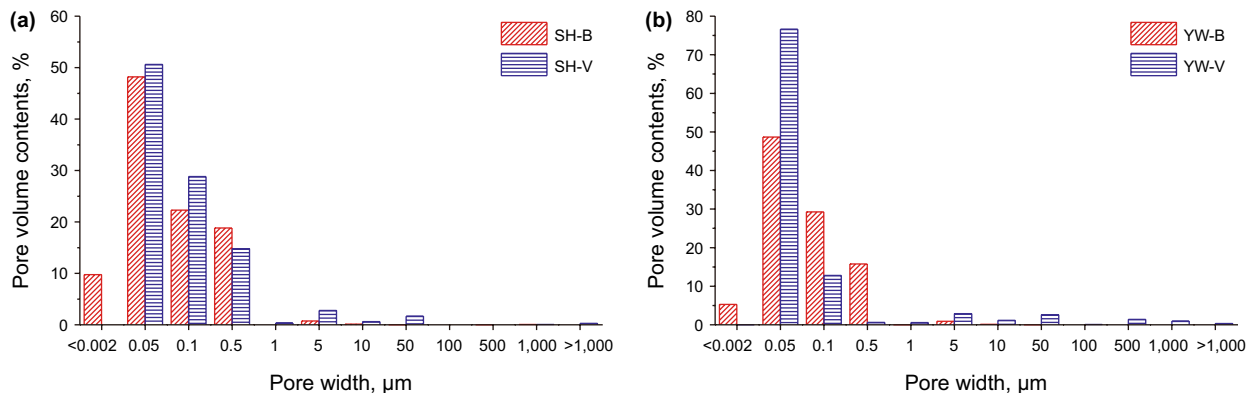 (a)
60
50
40
30
20
10
0
Pore volume contents, %
SH-B
SH-V
<0.002 0.05 0.1 0.5 1 5 10 50 100 500 1,000 >1,000
Pore width, µm
(b)
80
70
60
50
40
30
20
10
0
Pore volume contents, %
YW-B
YW-V
<0.002 0.05 0.1 0.5 1 5 10 50 100 500 1,000 >1,000
Pore width, µm